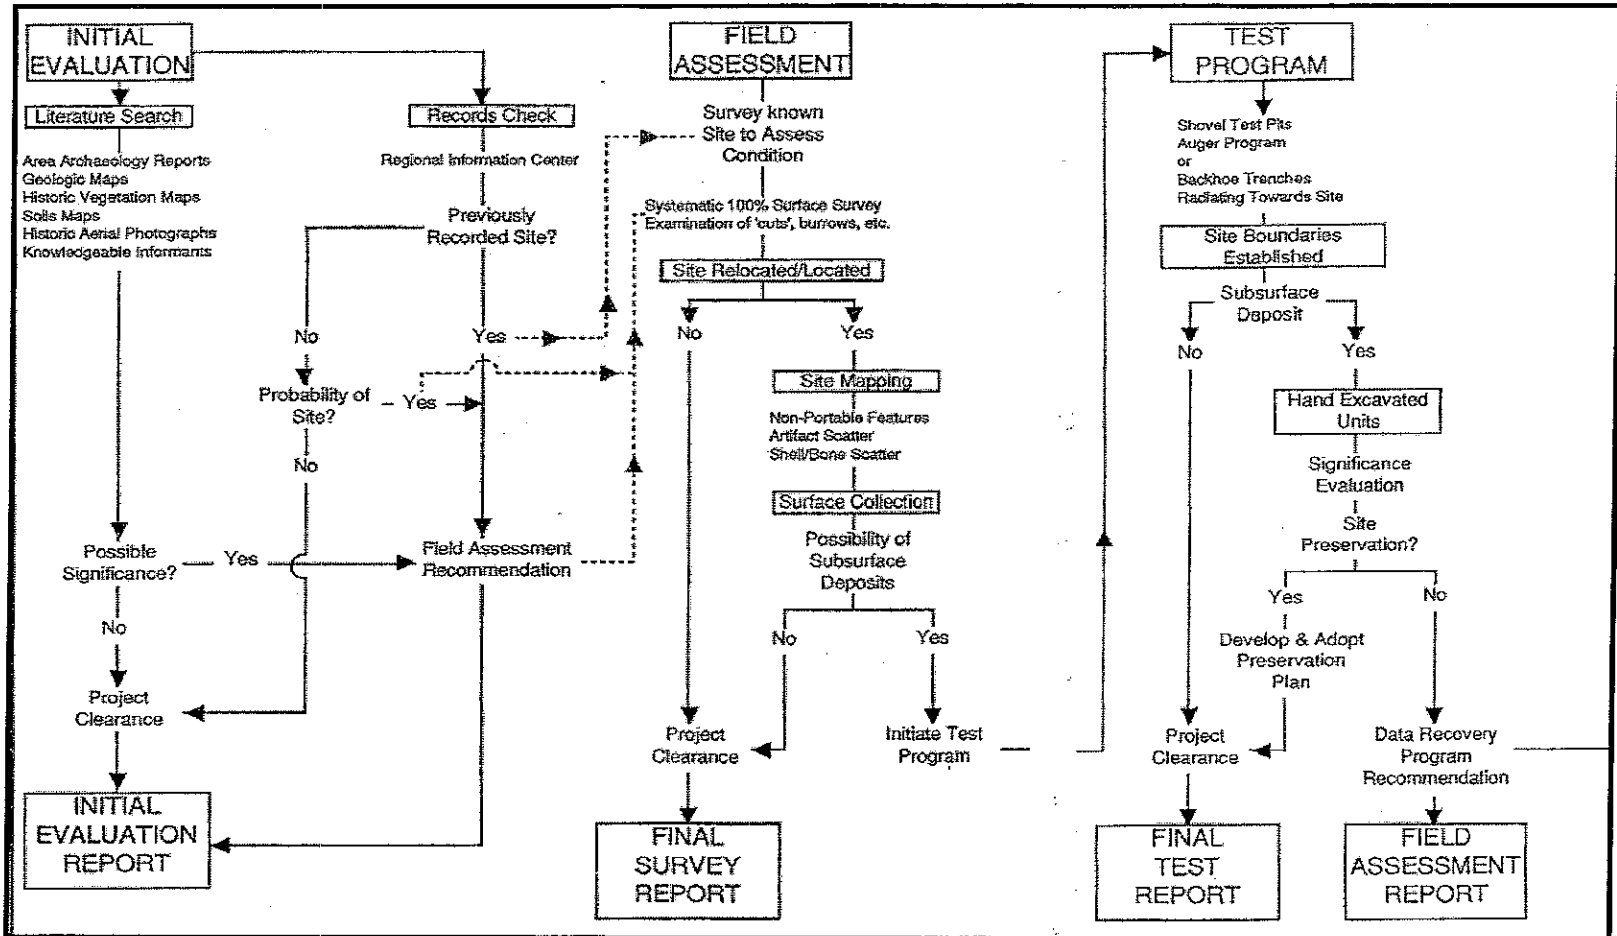 INITIAL
EVALUATION
Literature Search
Area Archaeology Reports
Geologic Maps
Historic Vegetation Maps
Soils Maps
Historic Aerial Photographs
Knowledgeable Informants
Possible
Significance?
Yes
No
Project
Clearance
INITIAL
EVALUATION
REPORT
Records Check
Regional Information Center
Previously
Recorded Site?
No
Yes
Probability of
Site?
Yes
No
Field Assessment
Recommendation
FIELD
ASSESSMENT
Survey known
Site to Assess
Condition
Systematic 100% Surface Survey
Examination of 'cuts', burrows, etc.
Site Relocated/Located
No
Yes
Site Mapping
Non-Portable Features
Artifact Scatter
Shell/Bone Scatter
Surface Collection
Possibility of
Subsurface
Deposits
No
Yes
Project
Clearance
Initiate Test
Program
FINAL
SURVEY
REPORT
TEST
PROGRAM
Shovel Test Pits
Auger Program
or
Backhoe Trenches
Radiating Towards Site
Site Boundaries
Established
Subsurface
Deposit
No
Yes
Hand Excavated
Units
Significance
Evaluation
Site
Preservation?
Yes
No
Develop & Adopt
Preservation
Plan
Project
Clearance
Data Recovery
Program
Recommendation
FINAL
TEST
REPORT
FIELD
ASSESSMENT
REPORT